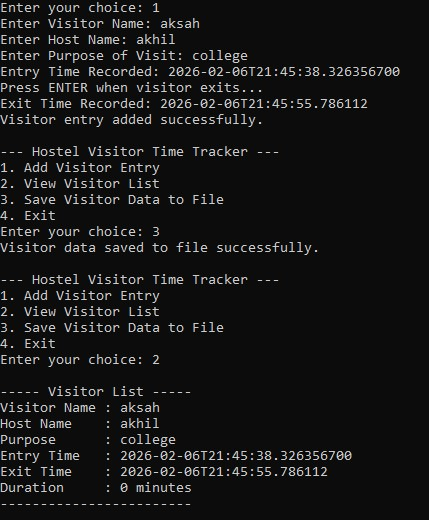 Enter your choice: 1
Enter Visitor Name: aksah
Enter Host Name: akhil
Enter Purpose of Visit: college
Entry Time Recorded: 2026-02-06T21:45:38.326356700
Press ENTER when visitor exits...
Exit Time Recorded: 2026-02-06T21:45:55.786112
Visitor entry added successfully.

--- Hostel Visitor Time Tracker ---
1. Add Visitor Entry
2. View Visitor List
3. Save Visitor Data to File
4. Exit
Enter your choice: 3
Visitor data saved to file successfully.

--- Hostel Visitor Time Tracker ---
1. Add Visitor Entry
2. View Visitor List
3. Save Visitor Data to File
4. Exit
Enter your choice: 2

----- Visitor List -----
Visitor Name : aksah
Host Name    : akhil
Purpose      : college
Entry Time   : 2026-02-06T21:45:38.326356700
Exit Time    : 2026-02-06T21:45:55.786112
Duration     : 0 minutes
------------------------